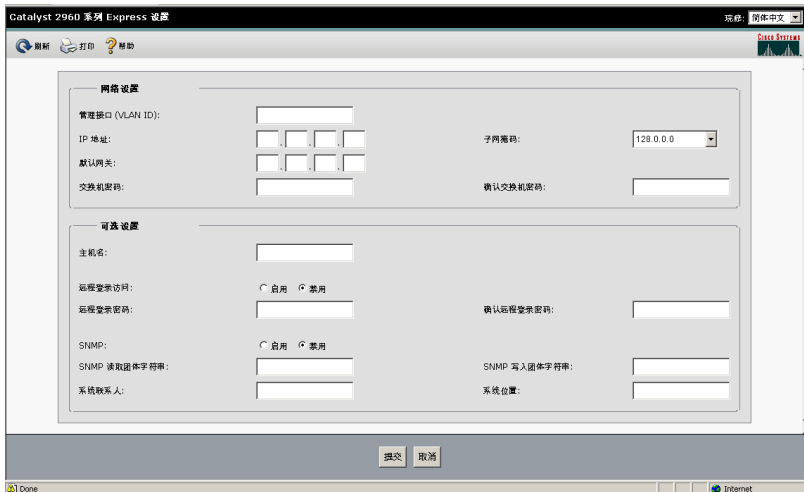 Catalyst 2960 系列 Express 设置
简体中文
刷新 打印 帮助
CISCO SYSTEMS
网络设置
管理接口 (VLAN ID):
IP 地址:
子网掩码: 128.0.0.0
默认网关:
交换机密码:
确认交换机密码:
可选设置
主机名:
远程登录访问: 启用 禁用
远程登录密码:
确认远程登录密码:
SNMP: 启用 禁用
SNMP 读取团体字符串:
SNMP 写入团体字符串:
系统联系人:
系统位置:
提交 取消
Done
Internet